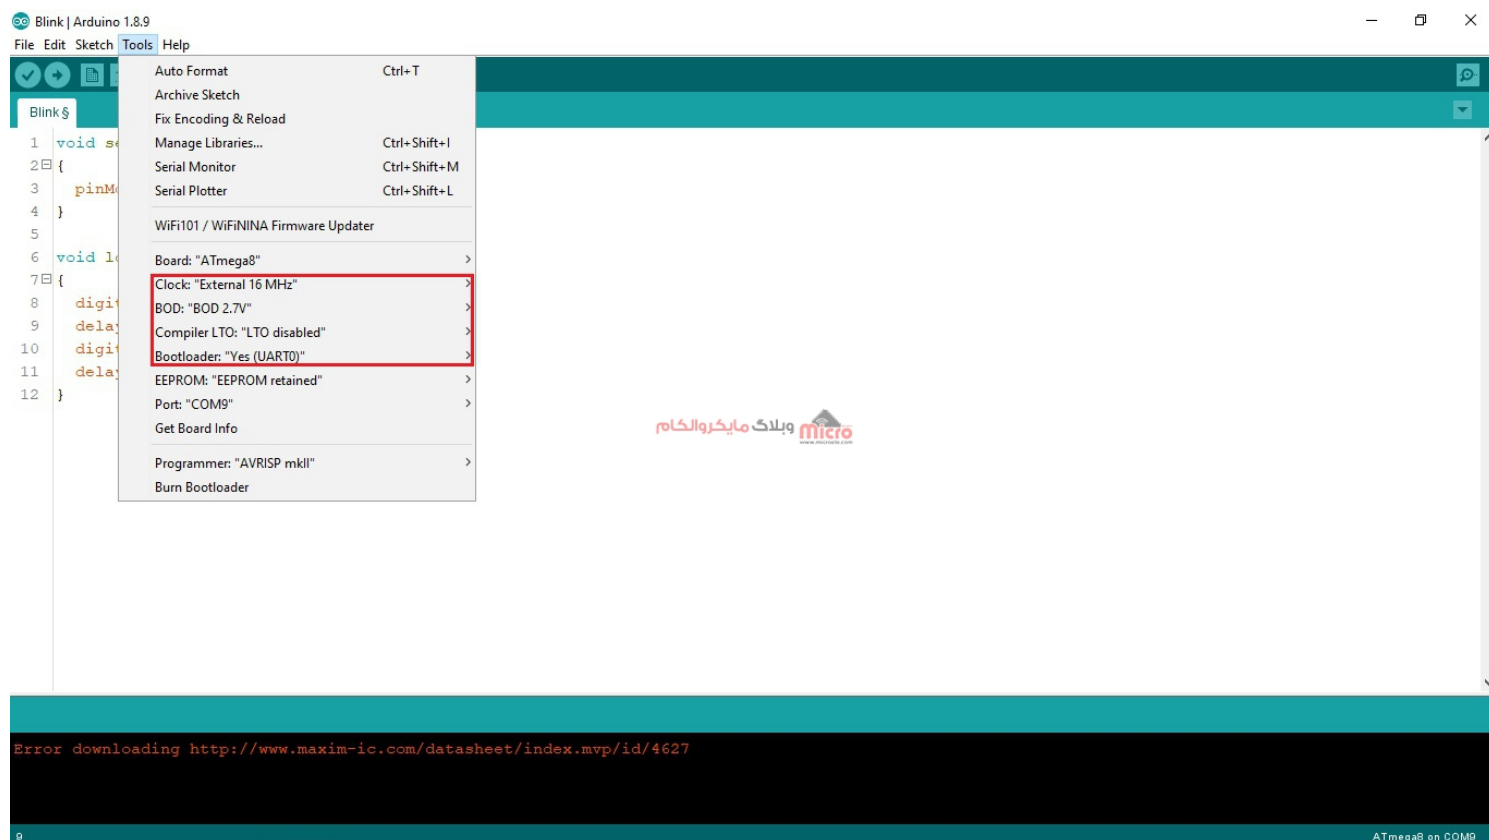 Blink | Arduino 1.8.9
File Edit Sketch Tools Help
Blink §
Auto Format Ctrl+T
Archive Sketch
Fix Encoding & Reload
Manage Libraries... Ctrl+Shift+I
Serial Monitor Ctrl+Shift+M
Serial Plotter Ctrl+Shift+L
WiFi101 / WiFiNINA Firmware Updater
Board: "ATmega8"
Clock: "External 16 MHz"
BOD: "BOD 2.7V"
Compiler LTO: "LTO disabled"
Bootloader: "Yes (UART0)"
EEPROM: "EEPROM retained"
Port: "COM9"
Get Board Info
Programmer: "AVRISP mkII"
Burn Bootloader
1 void s
2 {
3 pinM
4 }
5
6 void l
7 {
8 digit
9 dela
10 digit
11 dela
12 }
وبلاگ مایکروالکام
micro
Error downloading http://www.maxim-ic.com/datasheet/index.mvp/id/4627
9
ATmega8 on COM9